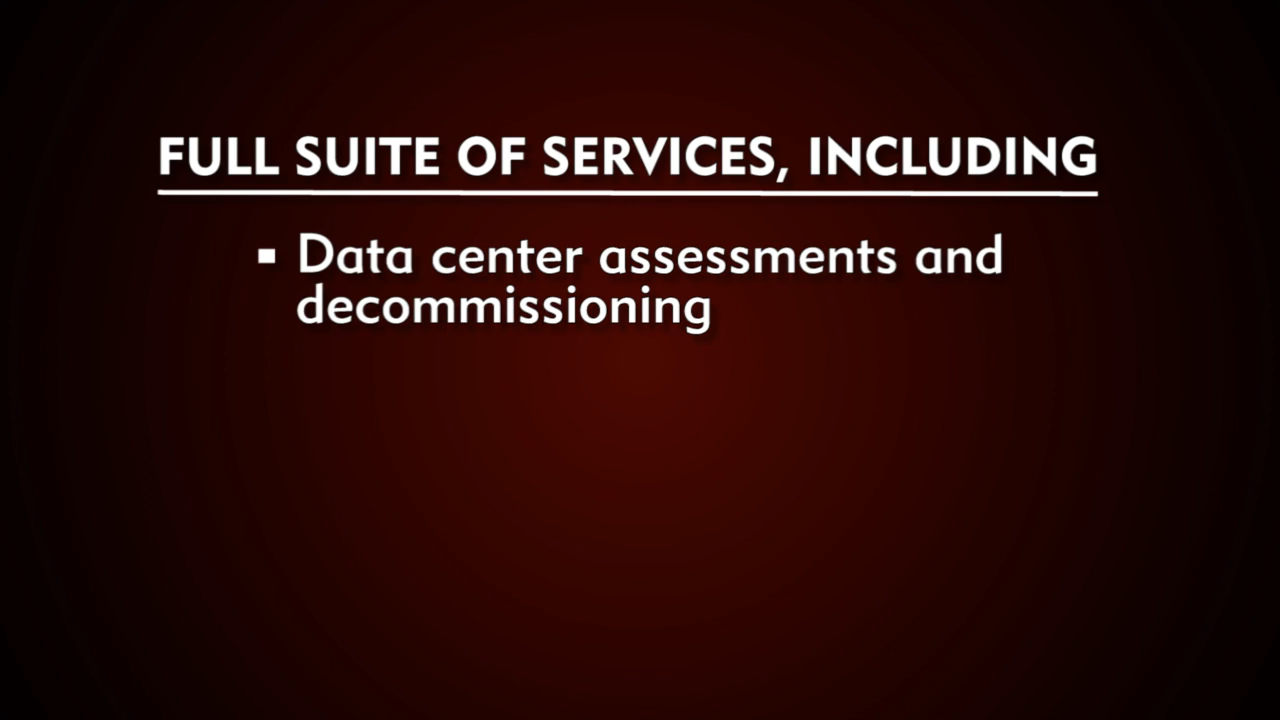 FULL SUITE OF SERVICES, INCLUDING
▪ Data center assessments and
decommissioning